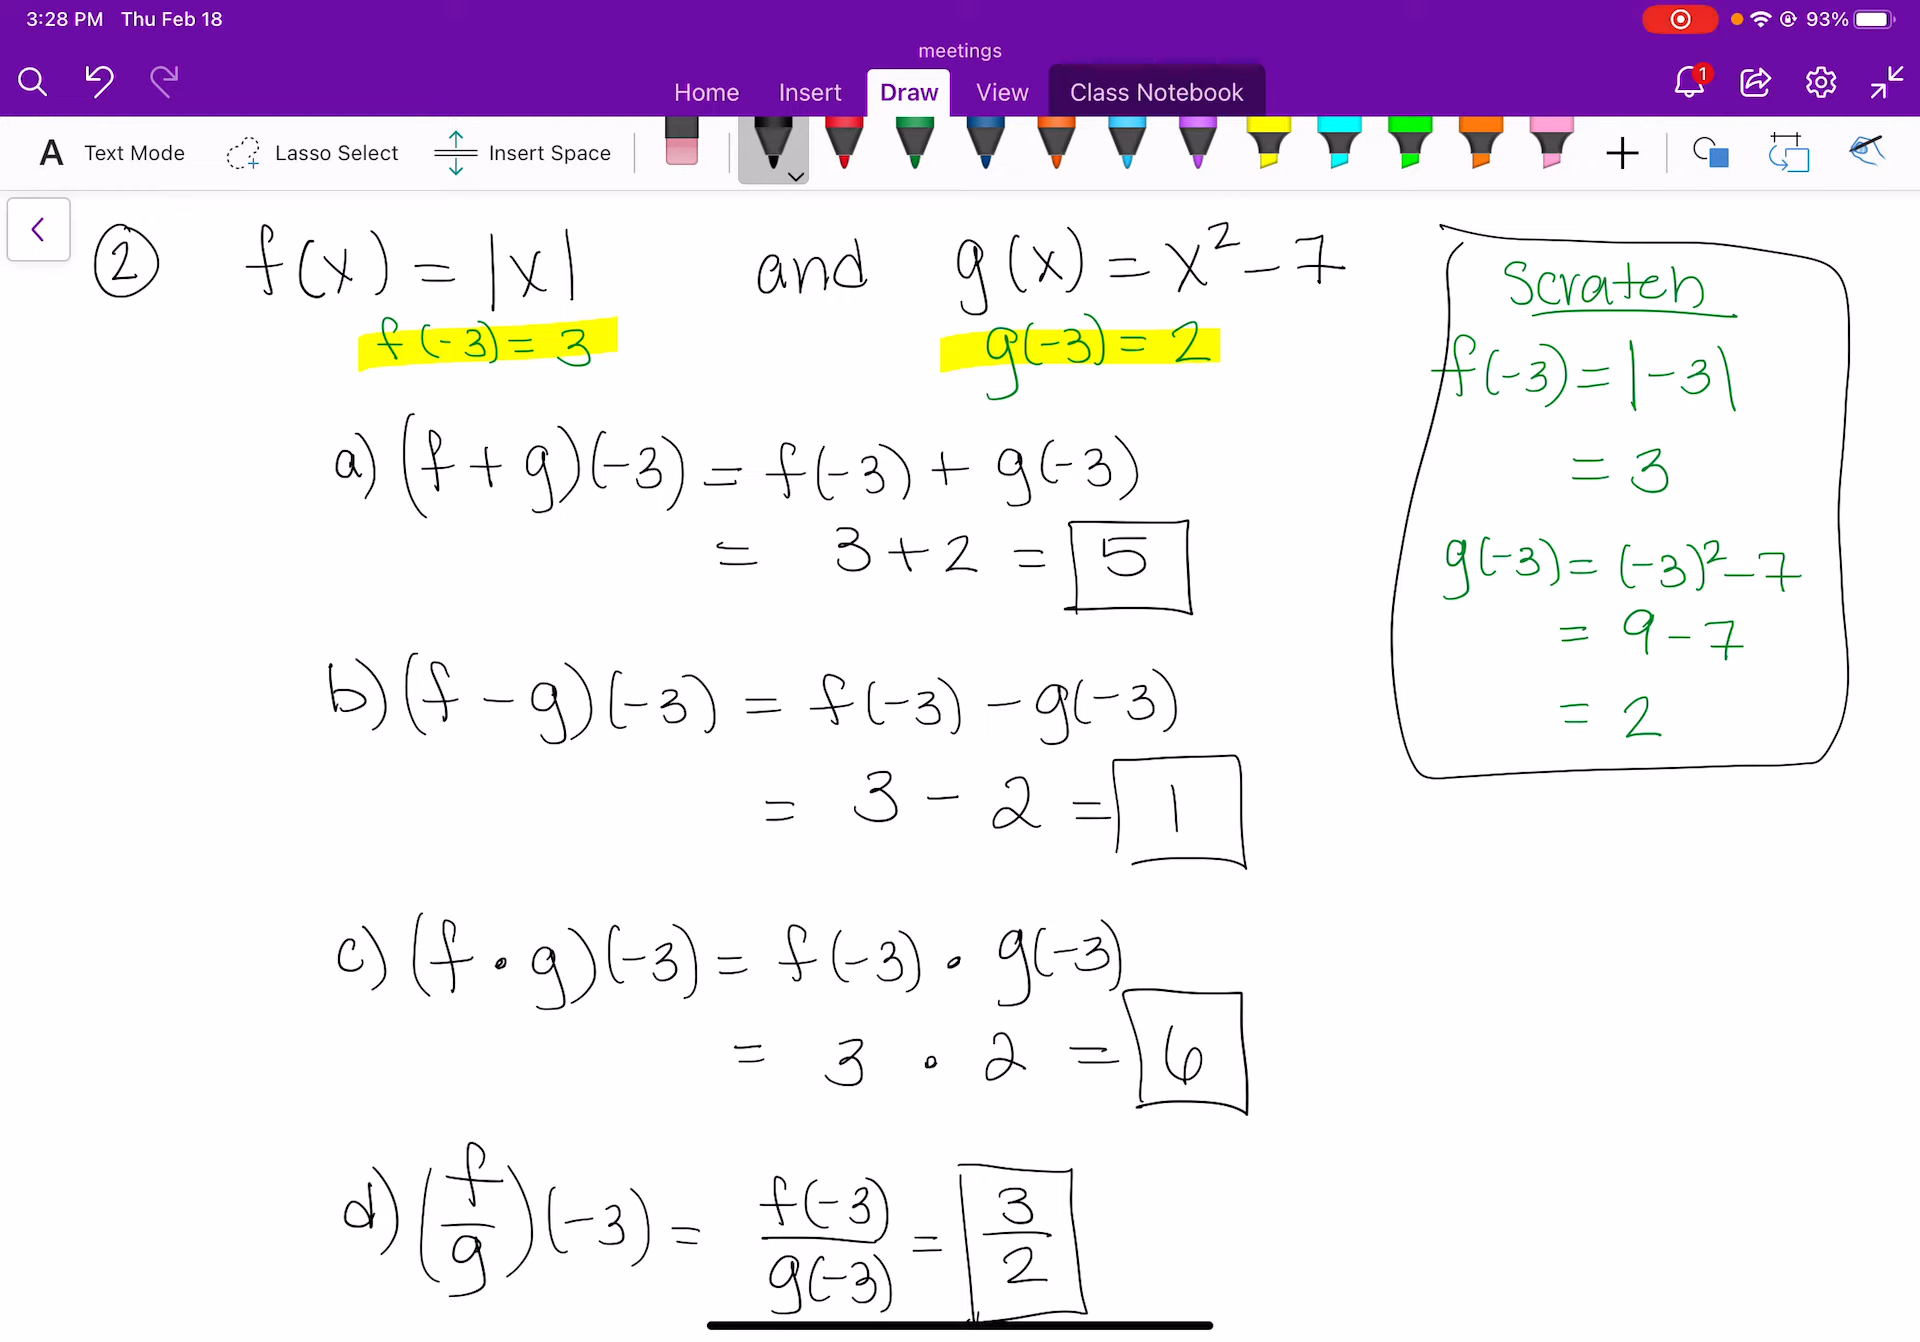 3:28 PM Thu Feb 18
93%
meetings
Home Insert Draw View Class Notebook
1
A Text Mode Lasso Select Insert Space
② f(x) = |x| and g(x) = x² - 7
f(-3) = 3 g(-3) = 2
a) (f + g)(-3) = f(-3) + g(-3)
= 3 + 2 = 5
b) (f - g)(-3) = f(-3) - g(-3)
= 3 - 2 = 1
c) (f · g)(-3) = f(-3) · g(-3)
= 3 · 2 = 6
d) (f/g)(-3) = f(-3)/g(-3) = 3/2
Scratch
f(-3) = |-3|
= 3
g(-3) = (-3)² - 7
= 9 - 7
= 2